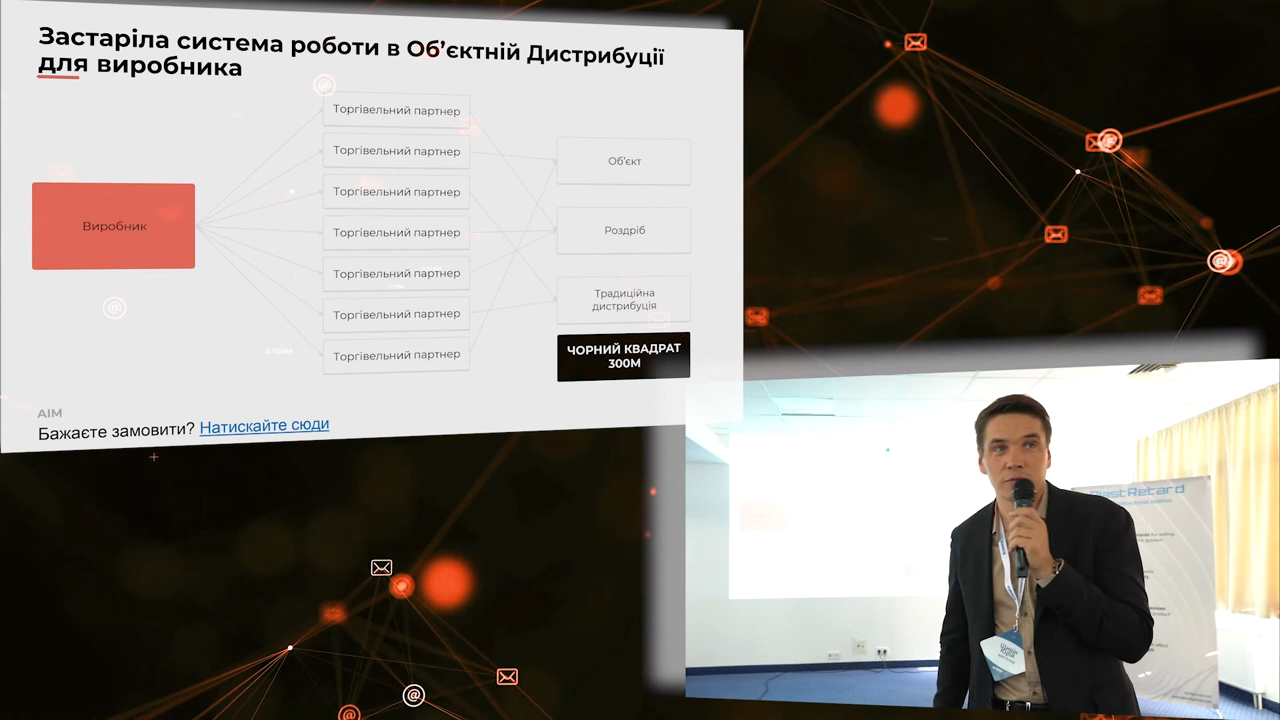 Застаріла система роботи в Об’єктній Дистрибуції
для виробника
Виробник
Торгівельний партнер
Торгівельний партнер
Торгівельний партнер
Торгівельний партнер
Торгівельний партнер
Торгівельний партнер
Торгівельний партнер
Об’єкт
Роздріб
Традиційна
дистрибуція
ЧОРНИЙ КВАДРАТ
300М
AIM
Бажаєте замовити? Натискайте сюди
PlastRetard